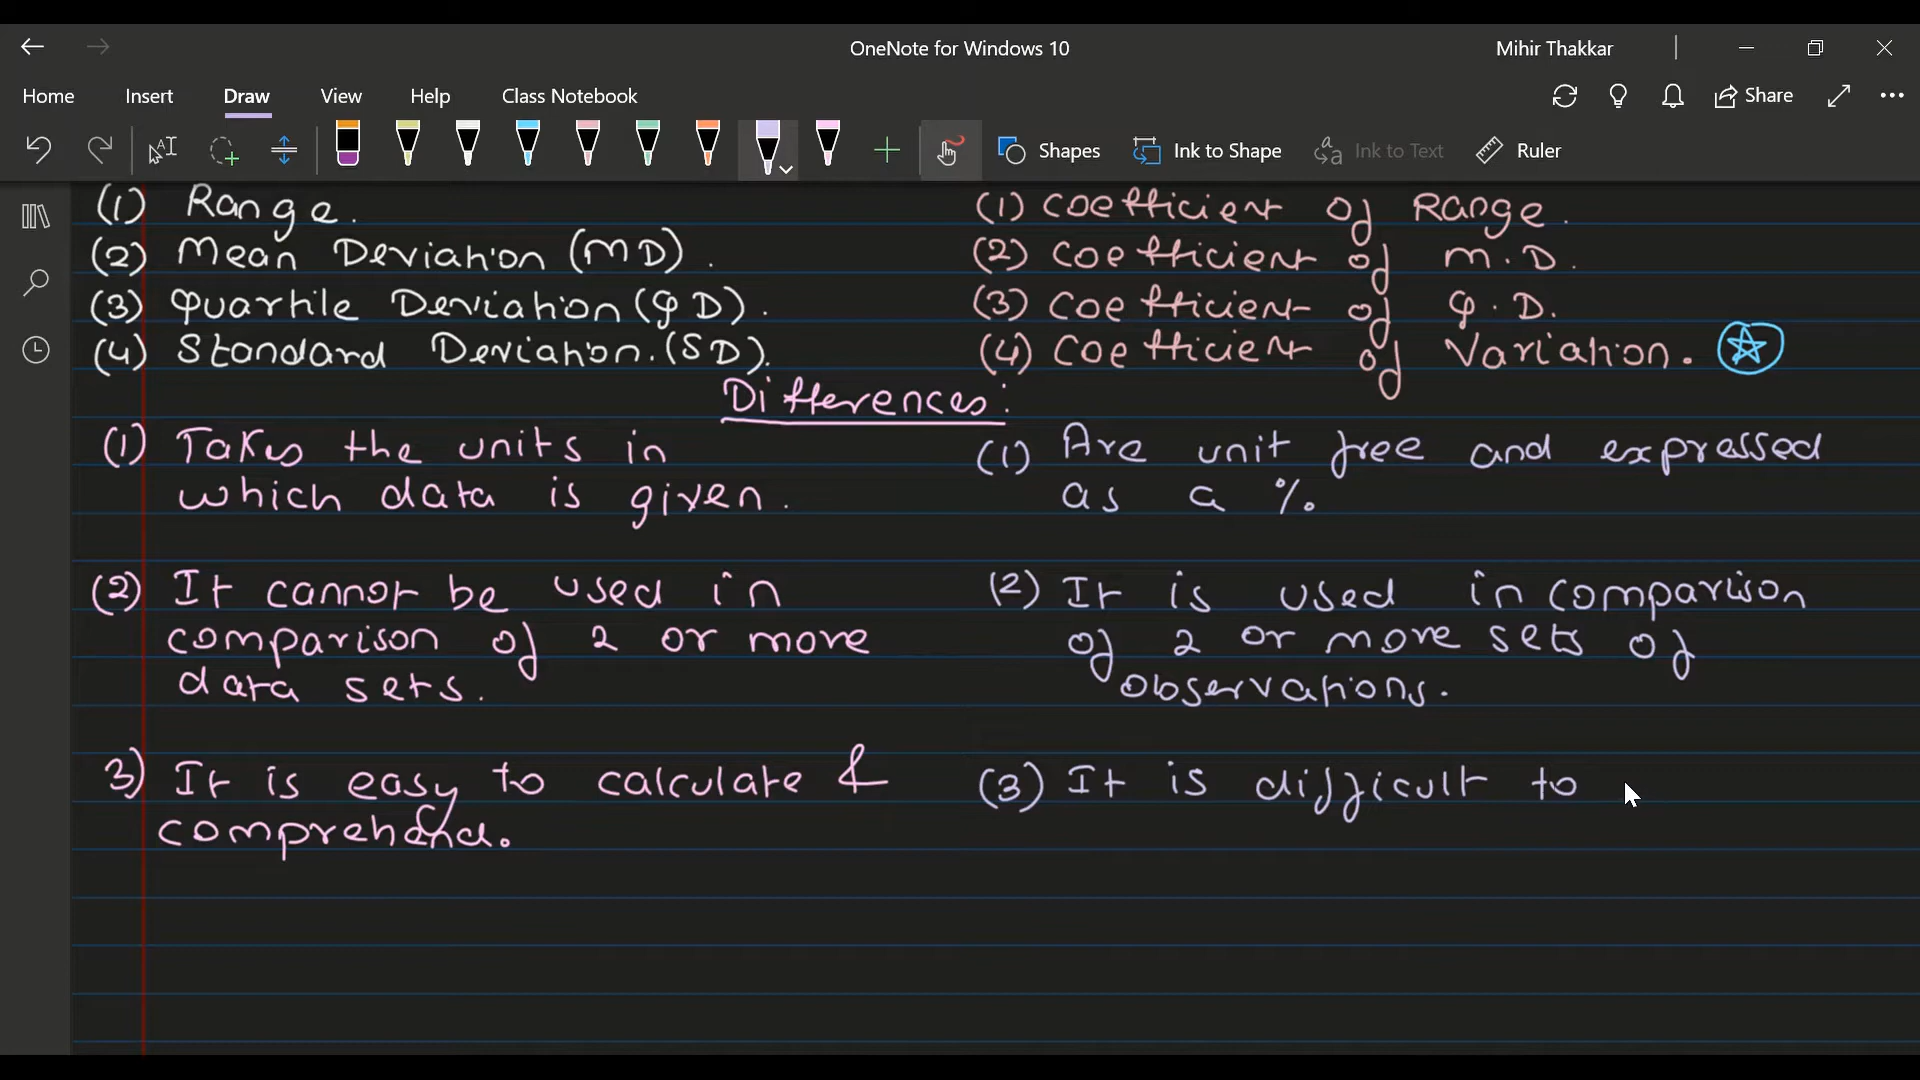 OneNote for Windows 10
Mihir Thakkar
Home Insert Draw View Help Class Notebook
Share
Shapes Ink to Shape Ink to Text Ruler
(1) Range.
(2) Mean Deviation (MD).
(3) Quartile Deviation (QD).
(4) Standard Deviation. (SD).
(1) Coefficient of Range.
(2) Coefficient of M.D.
(3) Coefficient of Q.D.
(4) Coefficient of Variation.
Differences:
(1) Takes the units in
which data is given.
(1) Are unit free and expressed
as a %.
(2) It cannot be used in
comparison of 2 or more
data sets.
(2) It is used in comparison
of 2 or more sets of
observations.
3) It is easy to calculate &
comprehend.
(3) It is difficult to